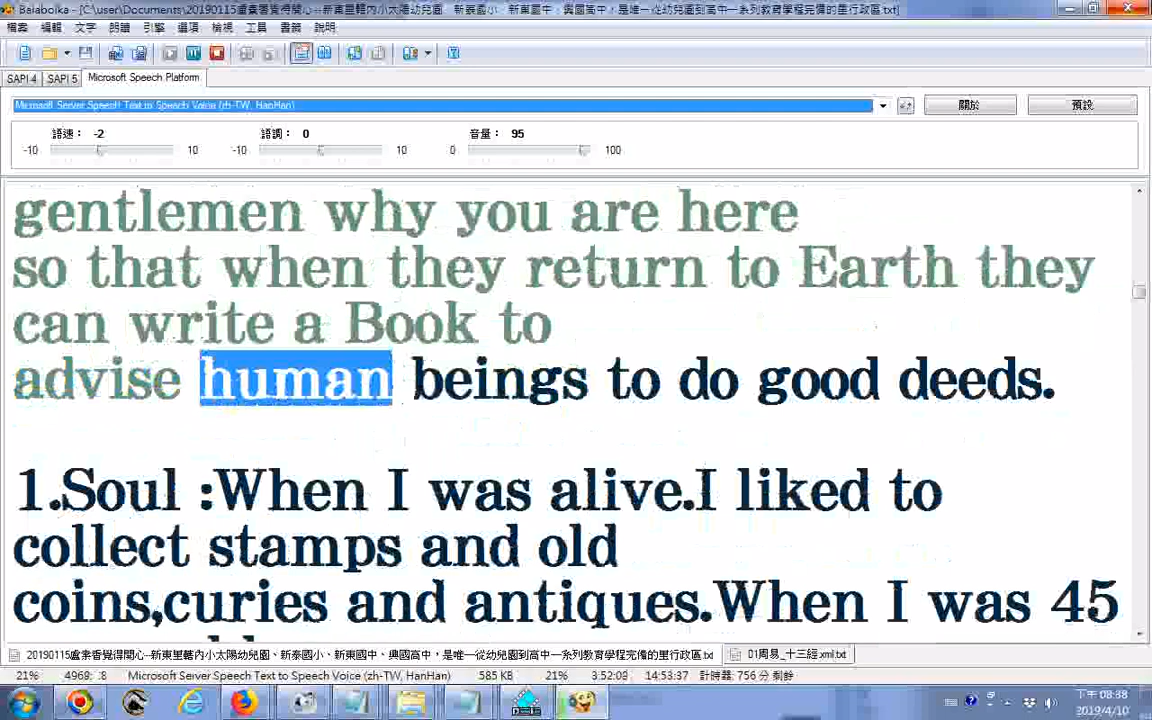 Balabolka - [C:\user\Documents\20190115盧素香覺得開心--新東里轄內小太陽幼兒園、新泰國小、新東國中、興國高中，是唯一從幼兒園到高中一系列教育學程完備的里行政區.txt]
檔案 編輯 文字 朗讀 引擎 選項 檢視 工具 書籤 說明
SAPI 4 SAPI 5 Microsoft Speech Platform
Microsoft Server Speech Text to Speech Voice (zh-TW, HanHan) 關於 預設
語速： -2 語調： 0 音量： 95
-10 10 -10 10 0 100
gentlemen why you are here
so that when they return to Earth they
can write a Book to
advise human beings to do good deeds.
1.Soul :When I was alive.I liked to
collect stamps and old
coins,curies and antiques.When I was 45
20190115盧素香覺得開心--新東里轄內小太陽幼兒園、新泰國小、新東國中、興國高中，是唯一從幼兒園到高中一系列教育學程完備的里行政區.txt 01周易_十三經.xml.txt
21% 4969: :8 Microsoft Server Speech Text to Speech Voice (zh-TW, HanHan) 585 KB 21% 3:52:03 14:53:37 計時器: 756 分 剩餘
下午 08:38
2019/4/10